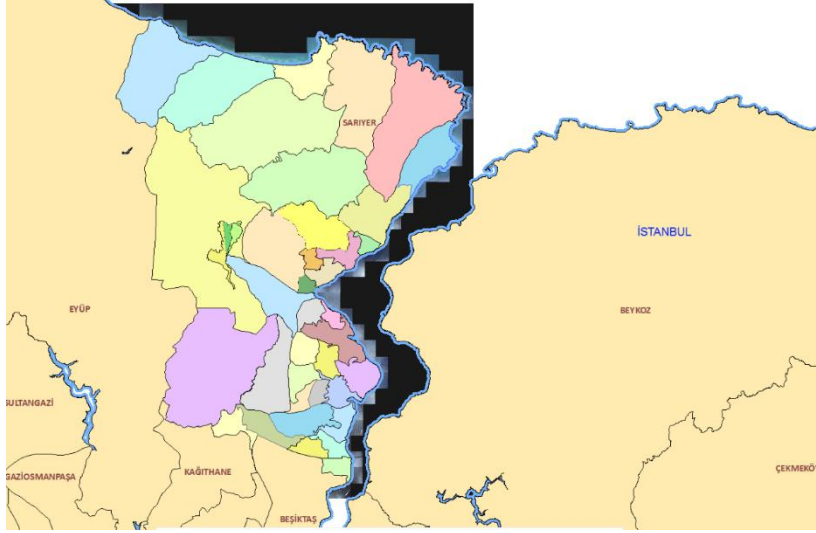 SARIYER
İSTANBUL
EYÜP
BEYKOZ
SULTANGAZİ
GAZİOSMANPAŞA
KAĞITHANE
ÇEKMEKÖY
BEŞİKTAŞ